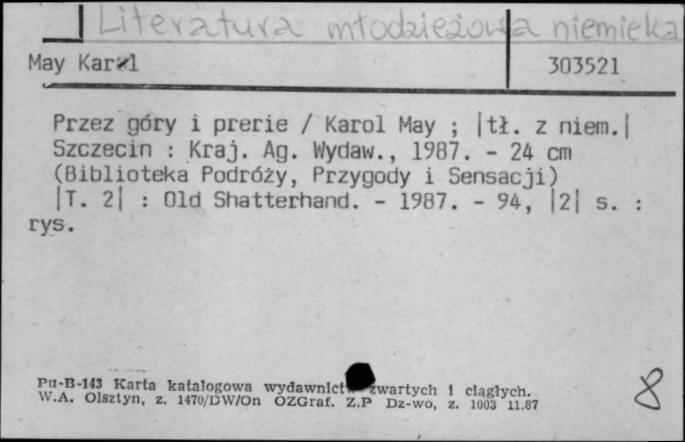 Literatura młodzieżowa niemieka
May Karol 303521
Przez góry i prerie / Karol May ; |tł. z niem.|
Szczecin : Kraj. Ag. Wydaw., 1987. - 24 cm
(Biblioteka Podróży, Przygody i Sensacji)
|T. 2| : Old Shatterhand. - 1987. - 94, |2| s. :
rys.
Pu-B-143 Karta katalogowa wydawnictw zwartych i ciągłych.
W.A. Olsztyn, z. 1470/DW/On OZGraf. Z.P Dz-wo, z. 1003 11.87
8